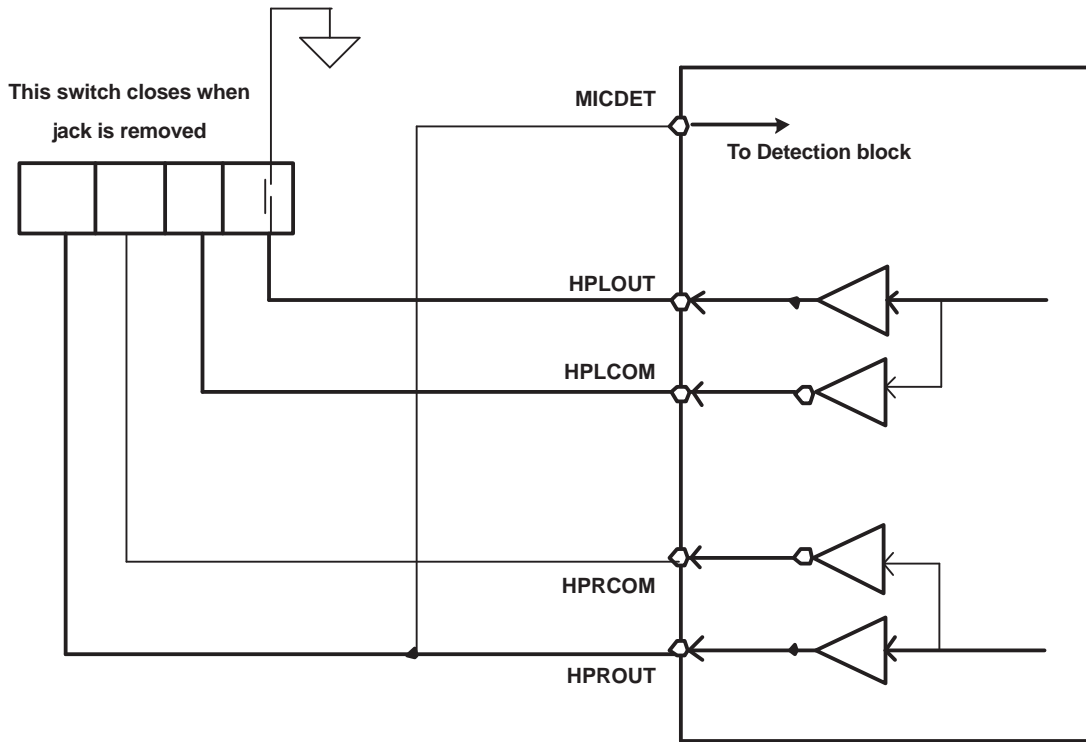 This switch closes when
jack is removed
MICDET
To Detection block
HPLOUT
HPLCOM
HPRCOM
HPROUT